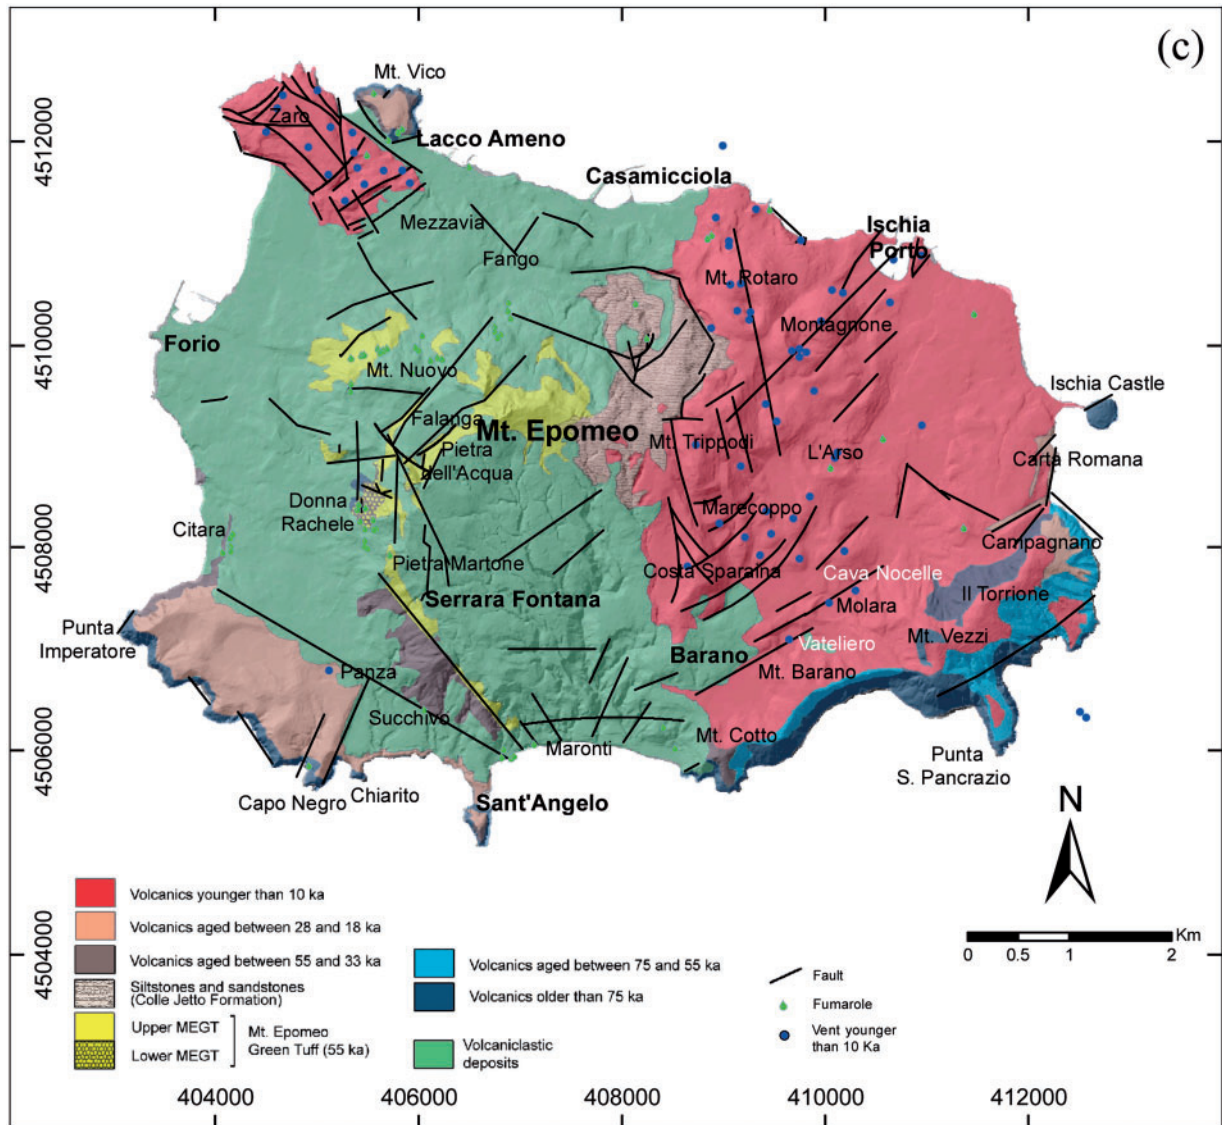 (c)
Mt. Vico
Zaro
4512000
Lacco Ameno
Casamicciola
Ischia
Porto
Mezzavia
Fango
Mt. Rotaro
Montagnone
4510000
Forio
Mt. Nuovo
Ischia Castle
Falanga
Mt. Epomeo
Mt. Trippodi
Pietra
dell'Acqua
L'Arso
Carta Romana
Donna
Rachele
Marecoppo
Citara
4508000
Campagnano
Pietra Martone
Costa Sparaina
Cava Nocelle
Il Torrione
Serrara Fontana
Molara
Punta
Imperatore
Mt. Vezzi
Vateliero
Barano
Panza
Mt. Barano
Succhivo
Maronti
Mt. Cotto
4506000
Punta
S. Pancrazio
Capo Negro
Chiarito
Sant'Angelo
N
Volcanics younger than 10 ka
Volcanics aged between 28 and 18 ka
Volcanics aged between 55 and 33 ka
Siltstones and sandstones
(Colle Jetto Formation)
Upper MEGT
Lower MEGT
Mt. Epomeo
Green Tuff (55 ka)
Volcanics aged between 75 and 55 ka
Volcanics older than 75 ka
Volcaniclastic
deposits
Fault
Fumarole
Vent younger
than 10 Ka
Km
0 0.5 1 2
4504000
404000 406000 408000 410000 412000